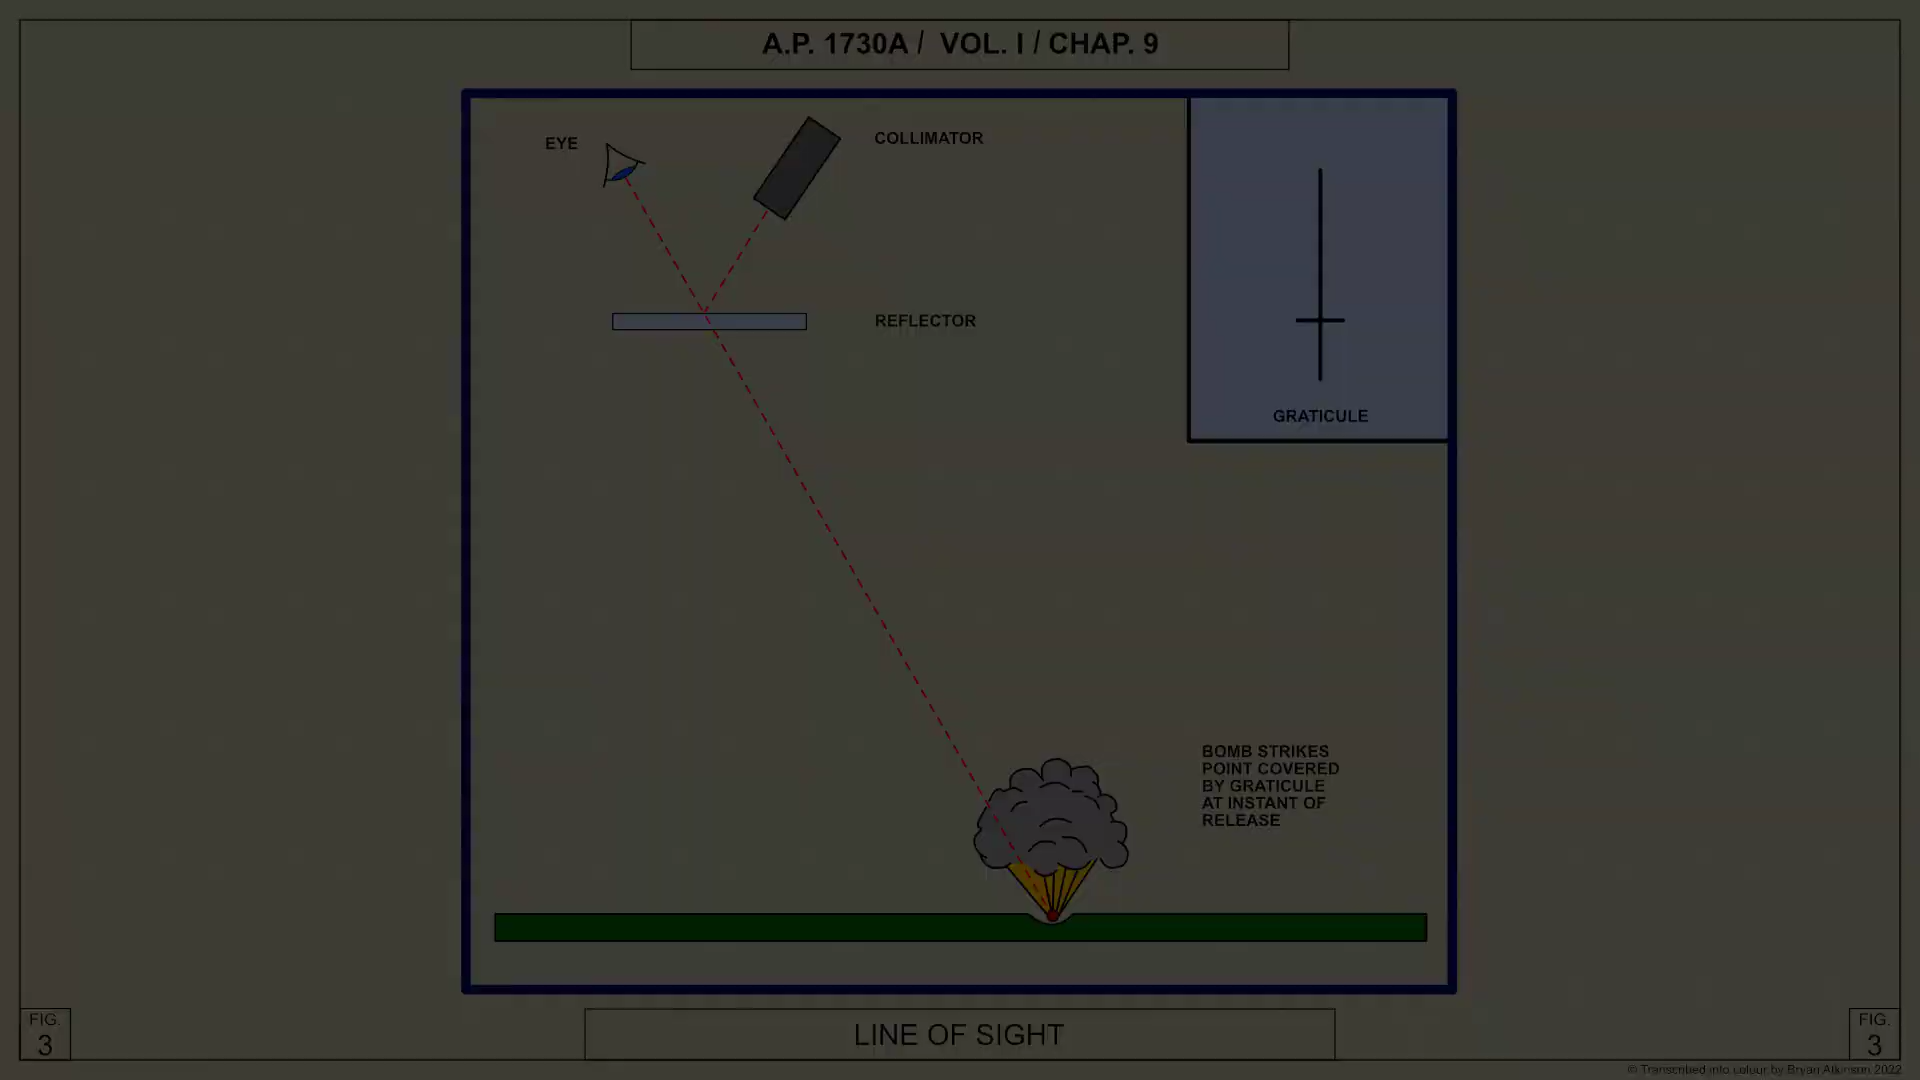 A.P. 1730A / VOL. I / CHAP. 9
EYE
COLLIMATOR
REFLECTOR
GRATICULE
BOMB STRIKES
POINT COVERED
BY GRATICULE
AT INSTANT OF
RELEASE
FIG.
3
LINE OF SIGHT
FIG.
3
© Transcribed into colour by Bryan Atkinson 2022